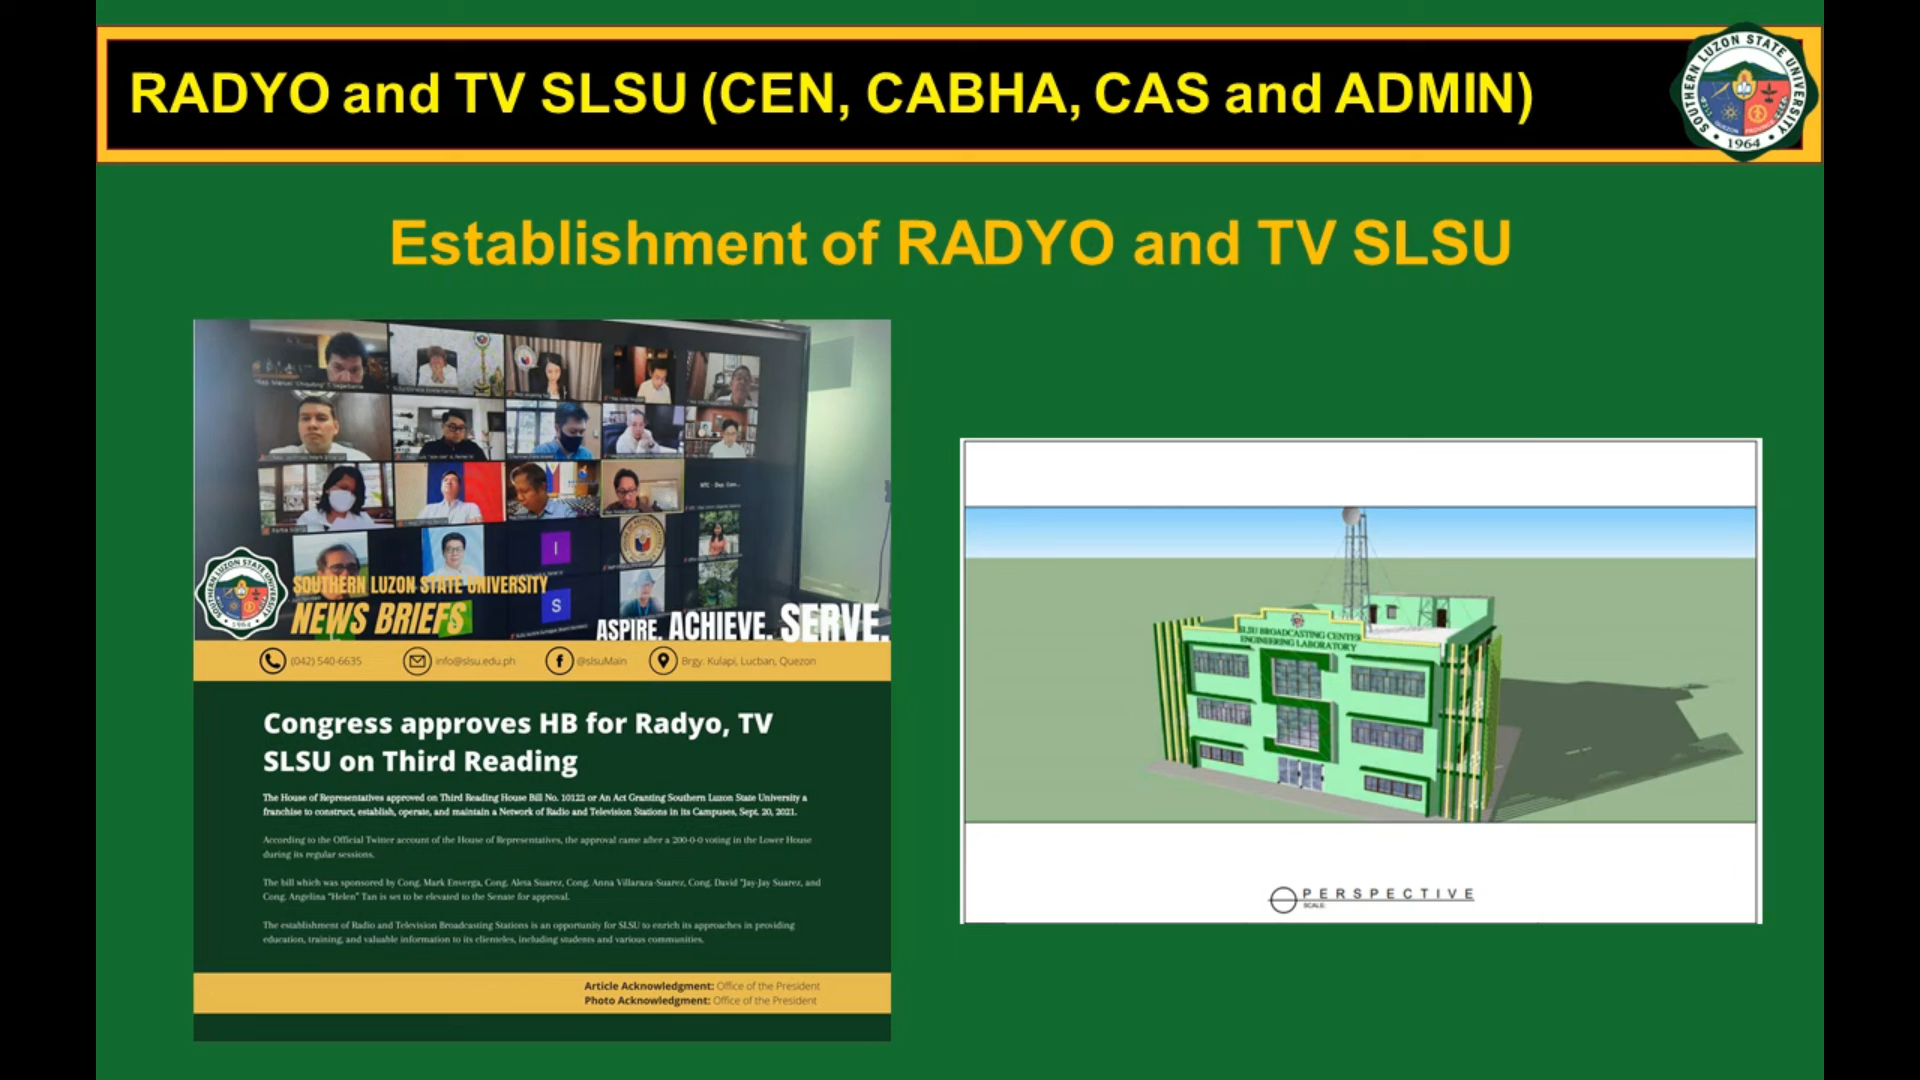 RADYO and TV SLSU (CEN, CABHA, CAS and ADMIN)
SOUTHERN LUZON STATE UNIVERSITY
QUEZON PROVINCE
1964
Establishment of RADYO and TV SLSU
SOUTHERN LUZON STATE UNIVERSITY
1964
SOUTHERN LUZON STATE UNIVERSITY
NEWS BRIEFS
I
S
ASPIRE. ACHIEVE. SERVE.
(042) 540-6635
info@slsu.edu.ph
@slsuMain
Brgy. Kulapi, Lucban, Quezon
Congress approves HB for Radyo, TV
SLSU on Third Reading
The House of Representatives approved on Third Reading House Bill No. 10122 or An Act Granting Southern Luzon State University a
franchise to construct, establish, operate, and maintain a Network of Radio and Television Stations in its Campuses, Sept. 20, 2021.
According to the Official Twitter account of the House of Representatives, the approval came after a 200-0-0 voting in the Lower House
during its regular sessions.
The bill which was sponsored by Cong. Mark Enverga, Cong. Alesa Suarez, Cong. Anna Villaraza-Suarez, Cong. David "Jay-Jay Suarez, and
Cong. Angelina "Helen" Tan is set to be elevated to the Senate for approval.
The establishment of Radio and Television Broadcasting Stations is an opportunity for SLSU to enrich its approaches in providing
education, training, and valuable information to its clienteles, including students and various communities.
Article Acknowledgment: Office of the President
Photo Acknowledgment: Office of the President
SLSU BROADCASTING CENTER
ENGINEERING LABORATORY
PERSPECTIVE
SCALE: